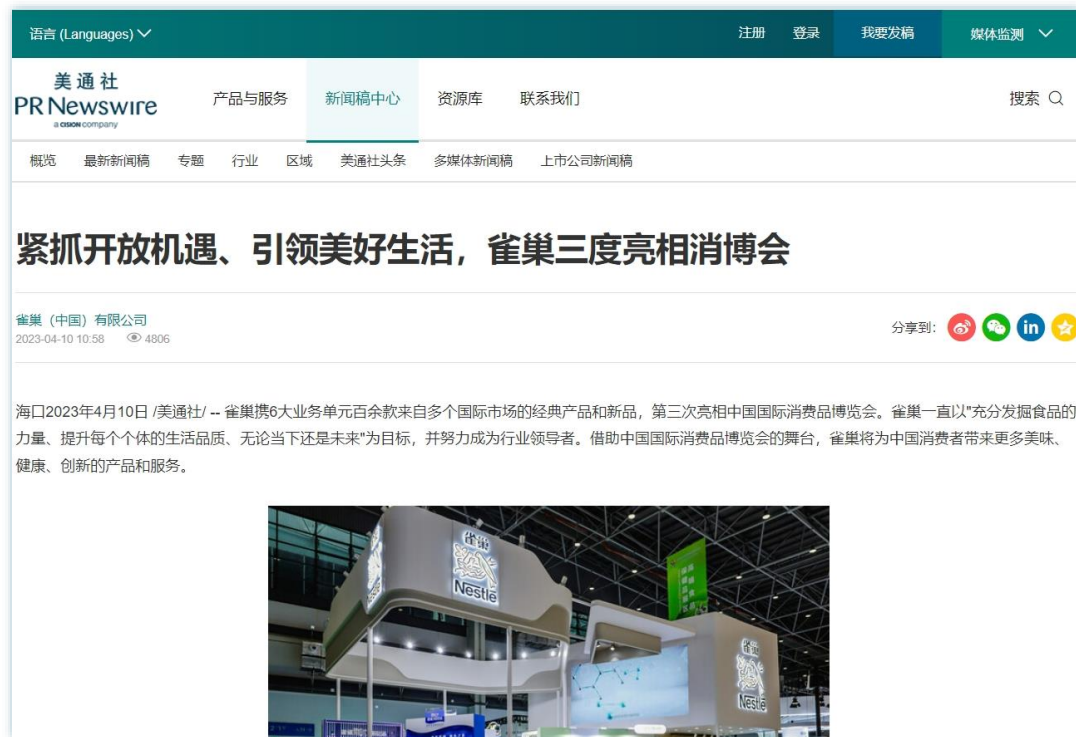 语言 (Languages)
注册 登录 我要发稿 媒体监测
美通社
PR Newswire
a CISION company
产品与服务 新闻稿中心 资源库 联系我们 搜索
概览 最新新闻稿 专题 行业 区域 美通社头条 多媒体新闻稿 上市公司新闻稿
紧抓开放机遇、引领美好生活，雀巢三度亮相消博会
雀巢（中国）有限公司
2023-04-10 10:58 4806
分享到:
海口2023年4月10日 /美通社/ -- 雀巢携6大业务单元百余款来自多个国际市场的经典产品和新品，第三次亮相中国国际消费品博览会。雀巢一直以"充分发掘食品的
力量、提升每个个体的生活品质、无论当下还是未来"为目标，并努力成为行业领导者。借助中国国际消费品博览会的舞台，雀巢将为中国消费者带来更多美味、
健康、创新的产品和服务。
雀巢
Nestlé
雀巢
Nestlé